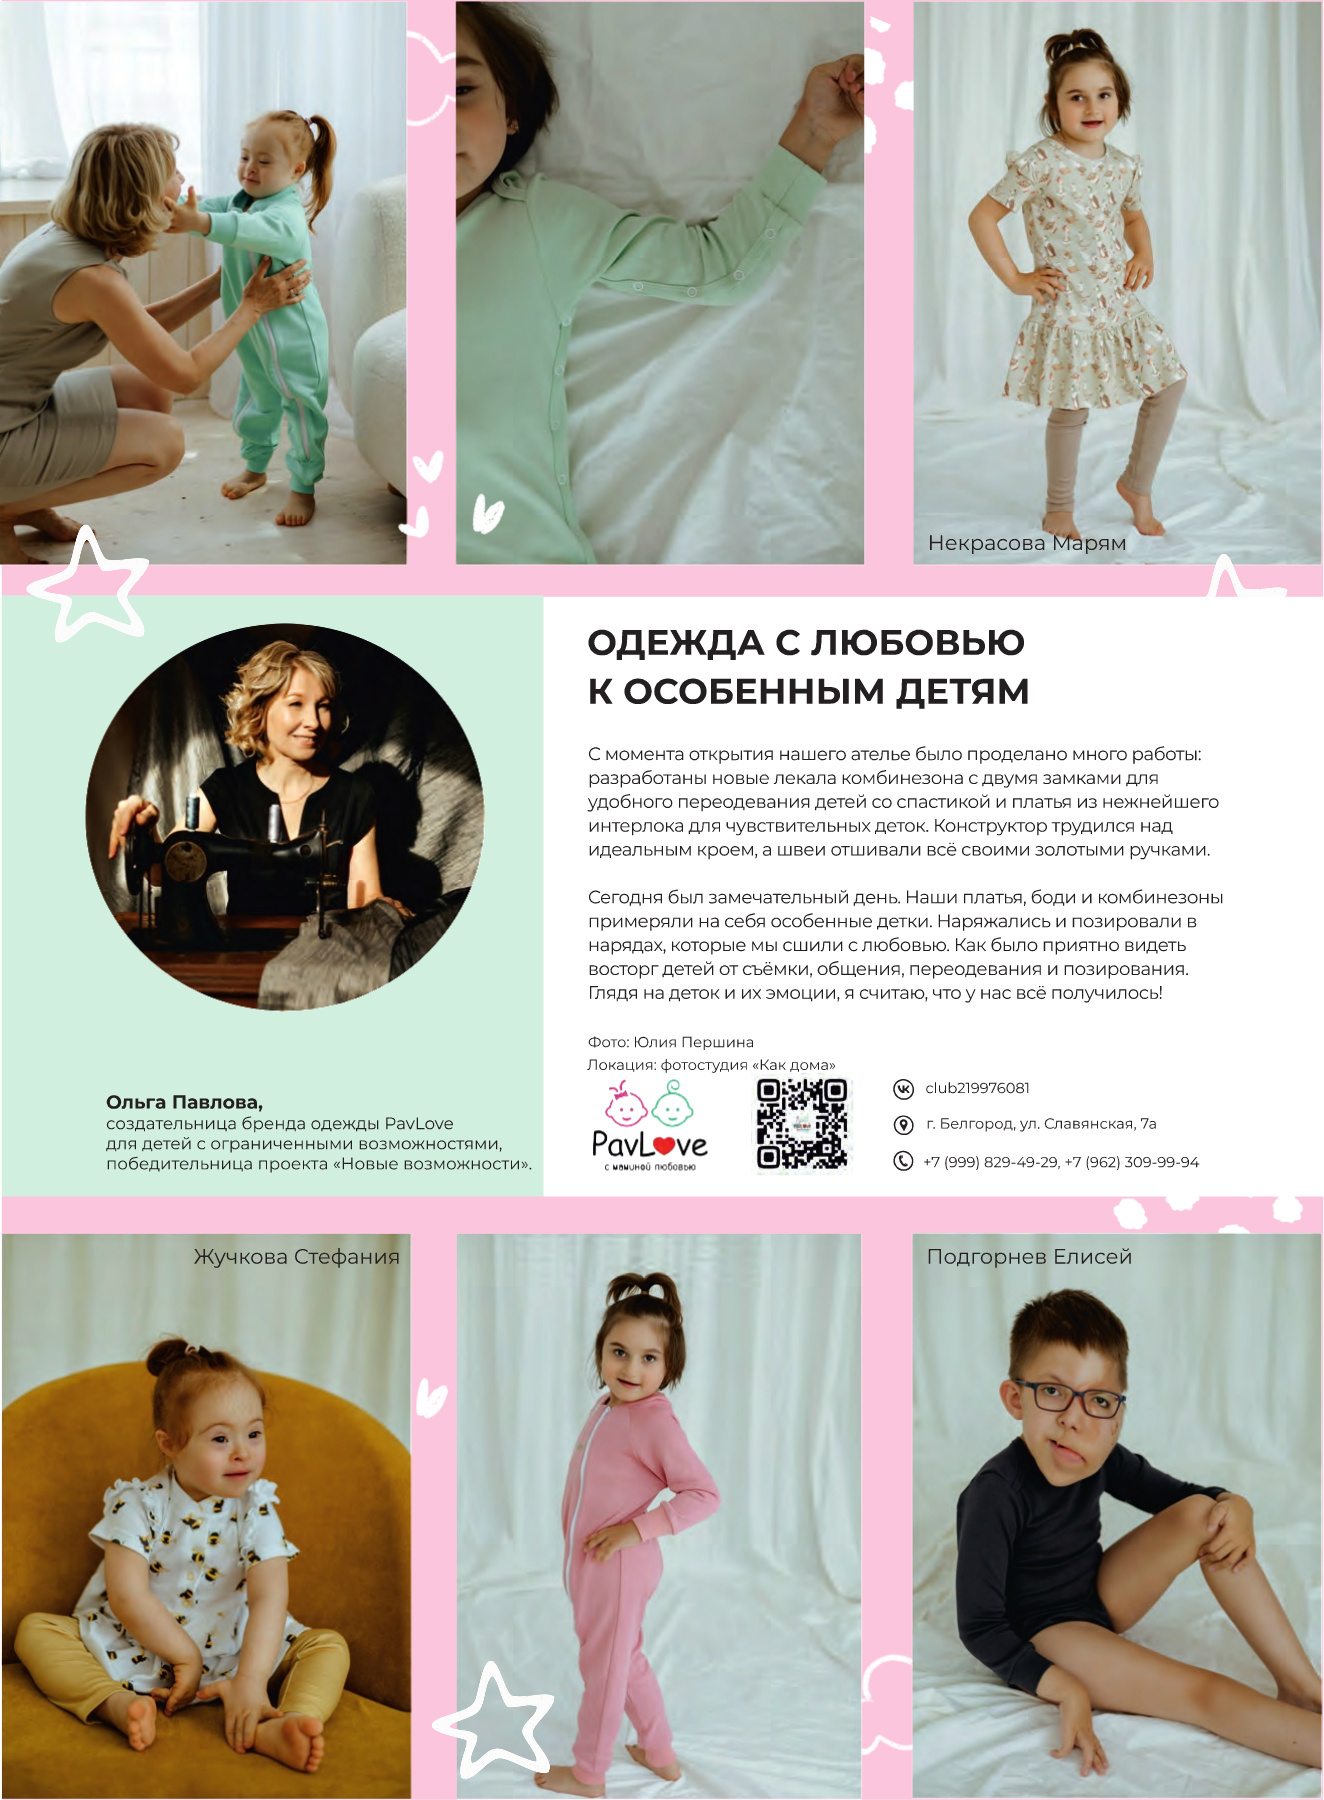 Некрасова Марям
ОДЕЖДА С ЛЮБОВЬЮ
К ОСОБЕННЫМ ДЕТЯМ
С момента открытия нашего ателье было проделано много работы:
разработаны новые лекала комбинезона с двумя замками для
удобного переодевания детей со спастикой и платья из нежнейшего
интерлока для чувствительных деток. Конструктор трудился над
идеальным кроем, а швеи отшивали всё своими золотыми ручками.
Сегодня был замечательный день. Наши платья, боди и комбинезоны
примеряли на себя особенные детки. Наряжались и позировали в
нарядах, которые мы сшили с любовью. Как было приятно видеть
восторг детей от съёмки, общения, переодевания и позирования.
Глядя на деток и их эмоции, я считаю, что у нас всё получилось!
Фото: Юлия Першина
Локация: фотостудия «Как дома»
PavLove
с маминой любовью
club219976081
г. Белгород, ул. Славянская, 7а
+7 (999) 829-49-29, +7 (962) 309-99-94
Ольга Павлова,
создательница бренда одежды PavLove
для детей с ограниченными возможностями,
победительница проекта «Новые возможности».
Жучкова Стефания
Подгорнев Елисей